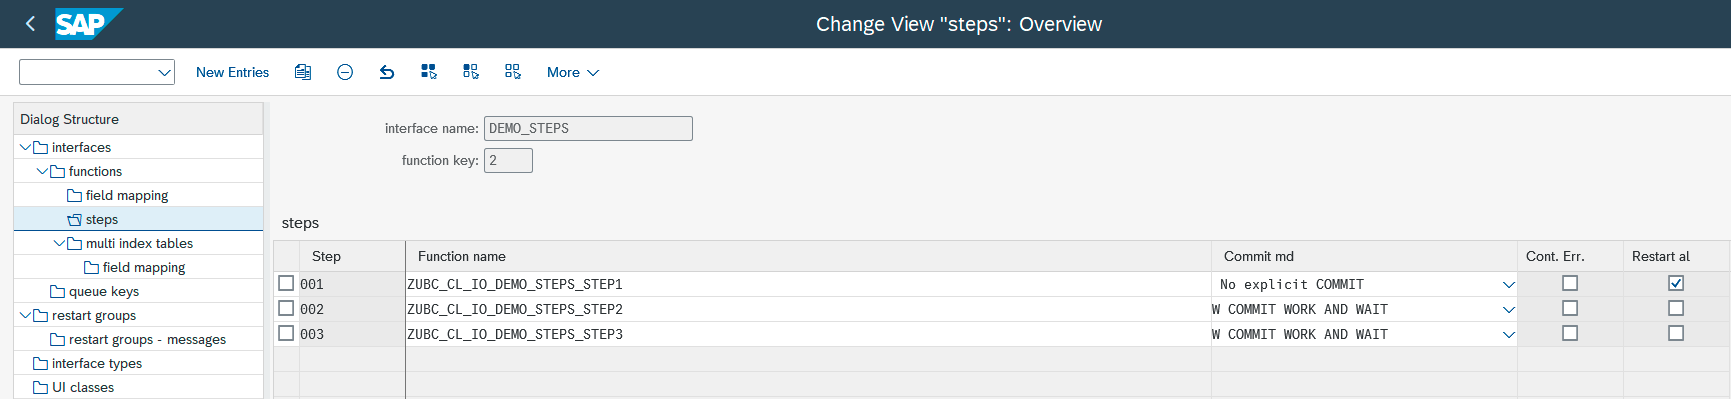 SAP
Change View "steps": Overview
New Entries
More
Dialog Structure
interfaces
functions
field mapping
steps
multi index tables
field mapping
queue keys
restart groups
restart groups - messages
interface types
UI classes
interface name: DEMO_STEPS
function key: 2
steps
Step Function name Commit md Cont. Err. Restart al
001 ZUBC_CL_IO_DEMO_STEPS_STEP1 No explicit COMMIT
002 ZUBC_CL_IO_DEMO_STEPS_STEP2 W COMMIT WORK AND WAIT
003 ZUBC_CL_IO_DEMO_STEPS_STEP3 W COMMIT WORK AND WAIT